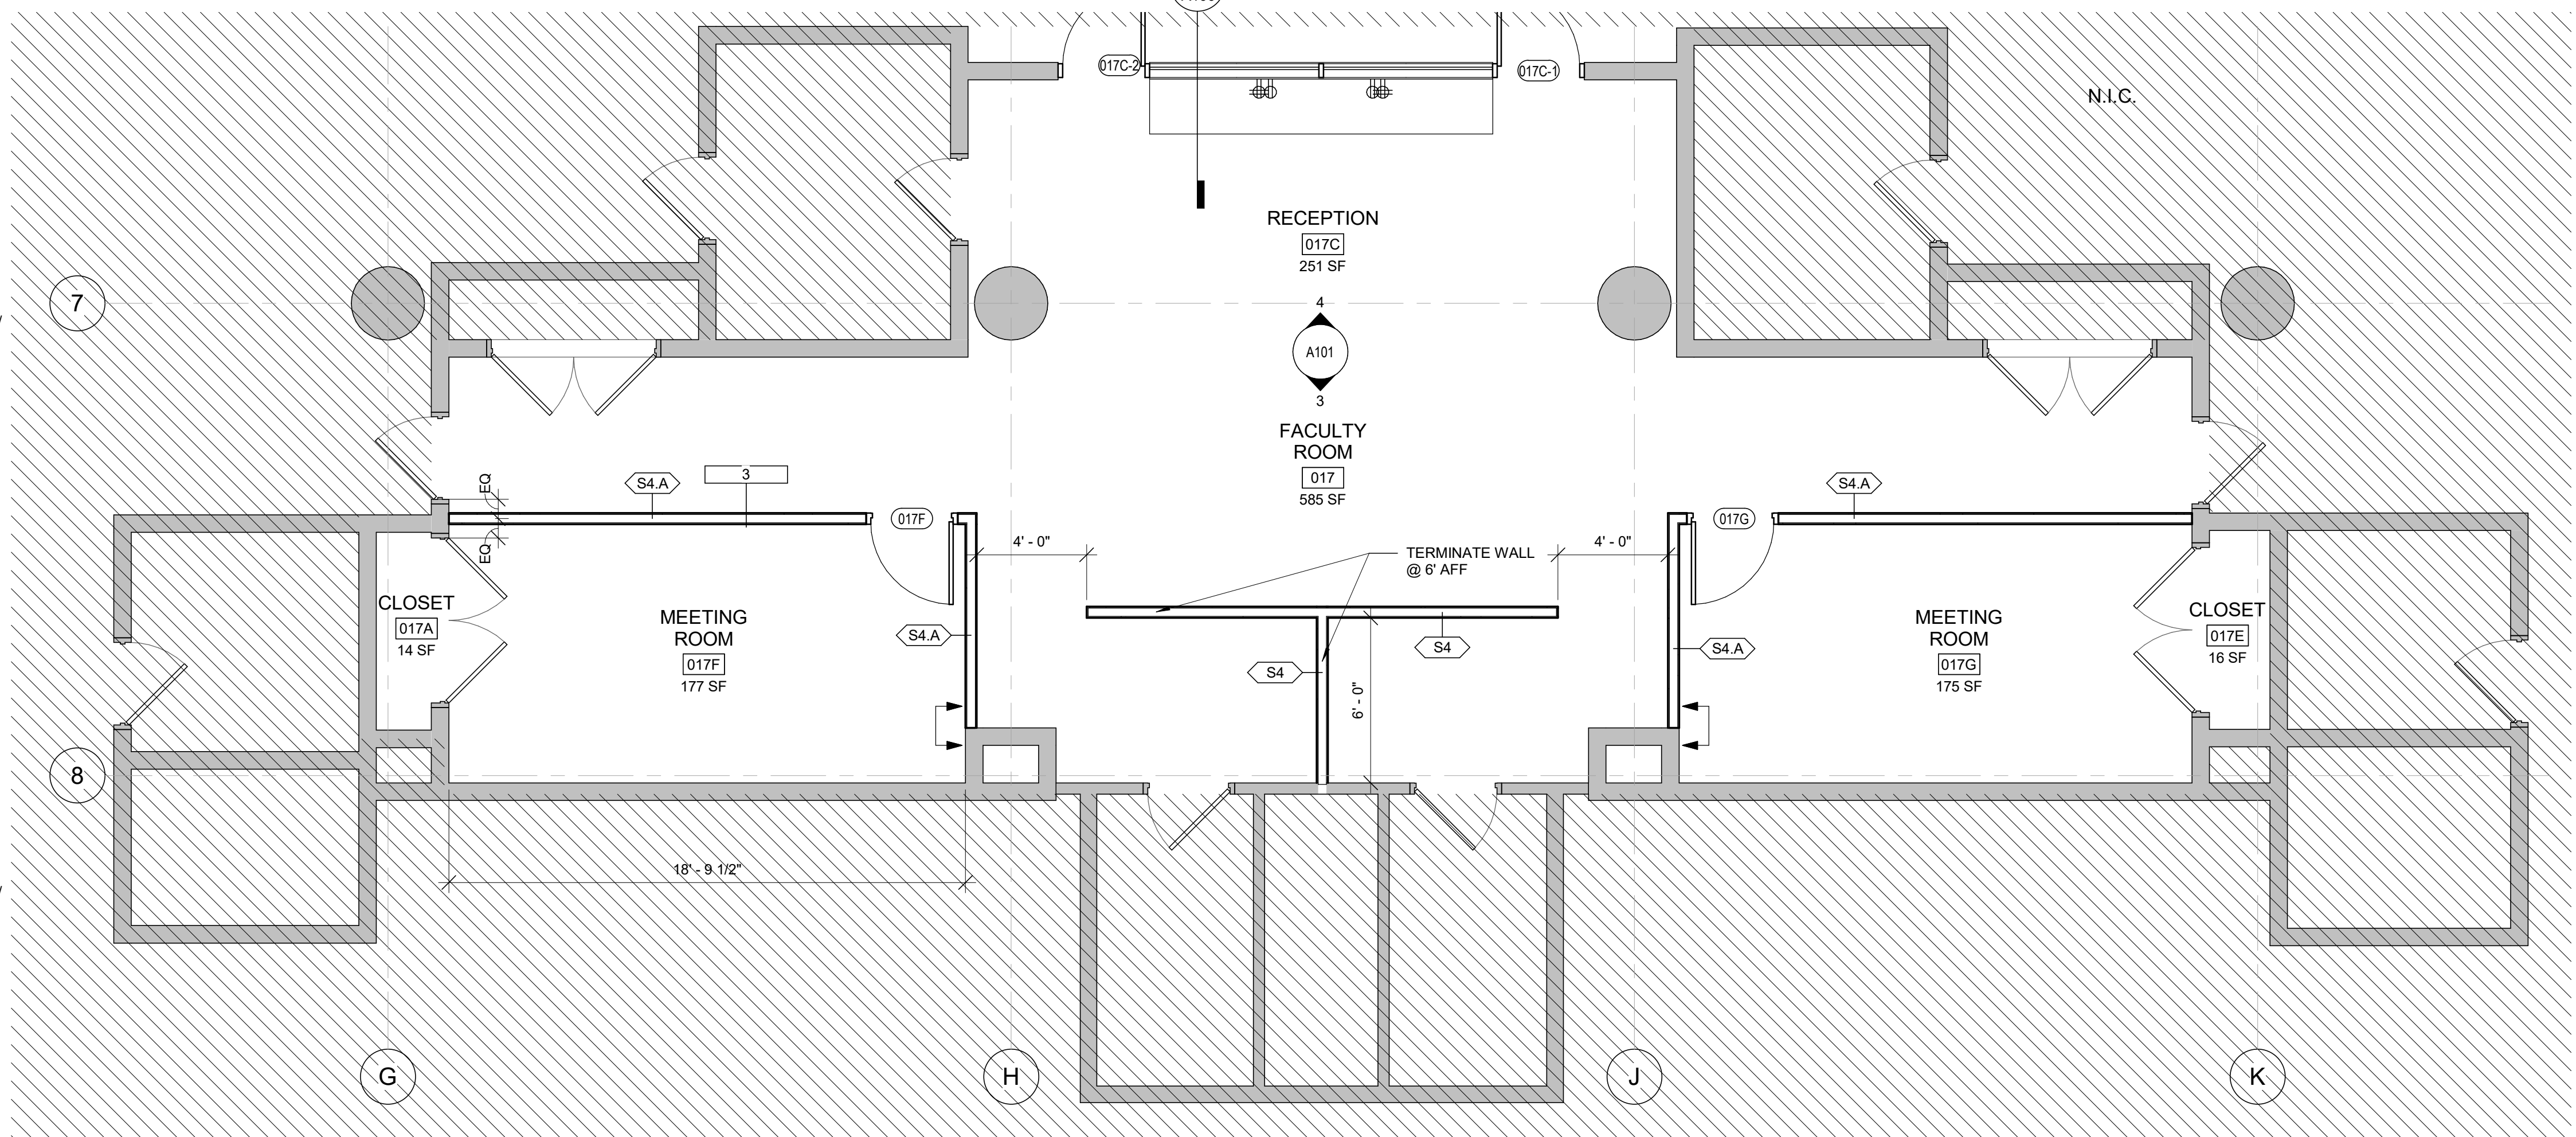 017C-2
017C-1
N.I.C.
RECEPTION
017C
251 SF
7
4
A101
3
FACULTY
ROOM
017
585 SF
EQ
EQ
S4.A
3
017F
4' - 0"
TERMINATE WALL
@ 6' AFF
4' - 0"
017G
S4.A
CLOSET
017A
14 SF
MEETING
ROOM
017F
177 SF
S4.A
S4
S4
6' - 0"
S4.A
MEETING
ROOM
017G
175 SF
CLOSET
017E
16 SF
8
18' - 9 1/2"
G
H
J
K